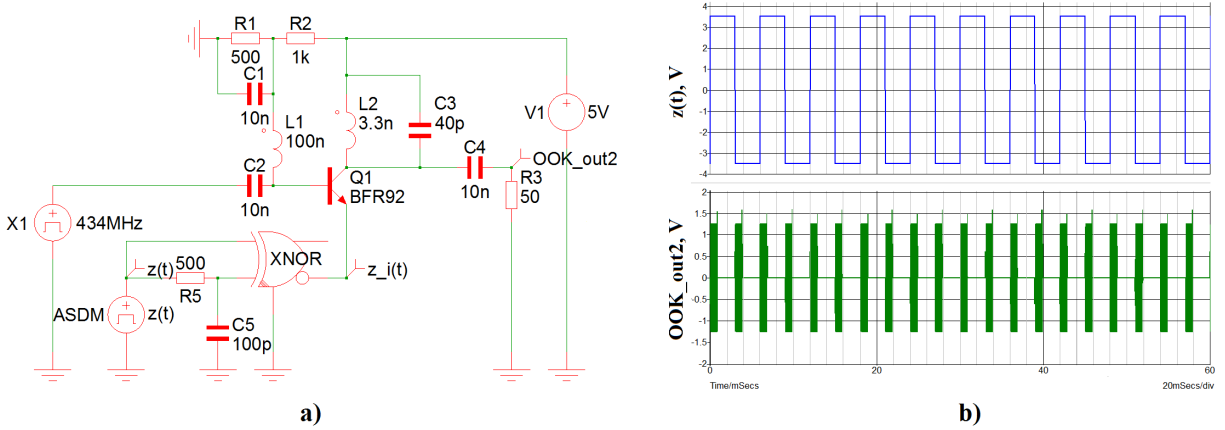 R1
R2
500
1k
C1
10n
L1
100n
L2
3.3n
C3
40p
V1
5V
C2
10n
Q1
BFR92
C4
10n
OOK_out2
R3
50
X1
434MHz
XNOR
z(t)
500
R5
z_i(t)
ASDM
z(t)
C5
100p
a)
z(t), V
4
3
2
1
0
-1
-2
-3
-4
OOK_out2, V
2
1.5
1
0.5
0
-0.5
-1
-1.5
-2
0
20
40
60
Time/mSecs
20mSecs/div
b)